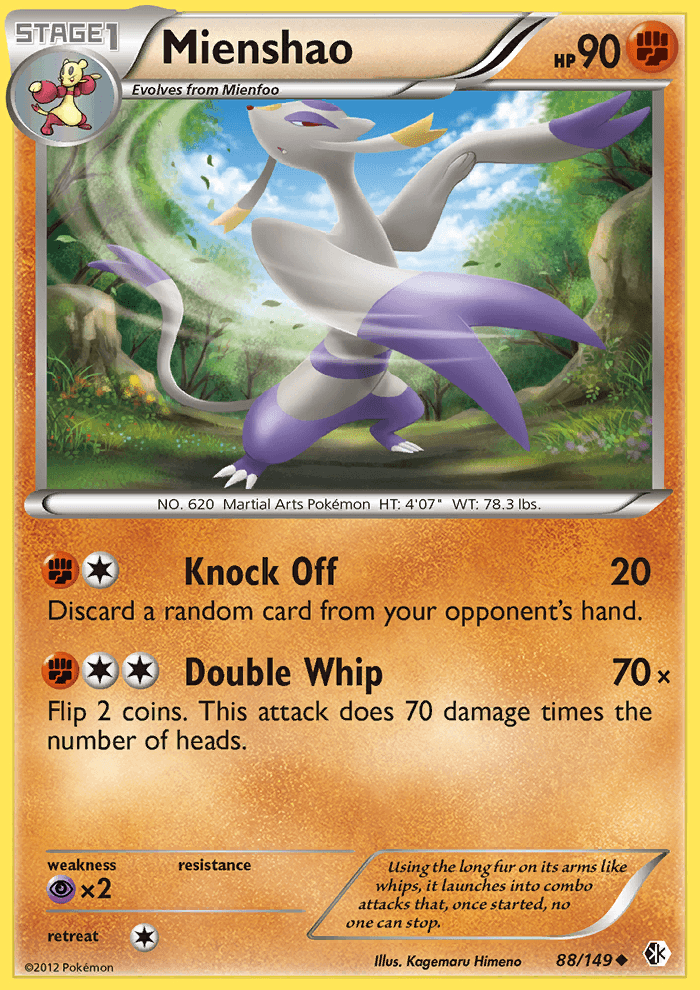 STAGE1
Mienshao
HP90
Evolves from Mienfoo
NO. 620 Martial Arts Pokémon HT: 4'07" WT: 78.3 lbs.
Knock Off 20
Discard a random card from your opponent's hand.
Double Whip 70×
Flip 2 coins. This attack does 70 damage times the
number of heads.
weakness resistance
×2
retreat
Using the long fur on its arms like
whips, it launches into combo
attacks that, once started, no
one can stop.
©2012 Pokémon
Illus. Kagemaru Himeno 88/149